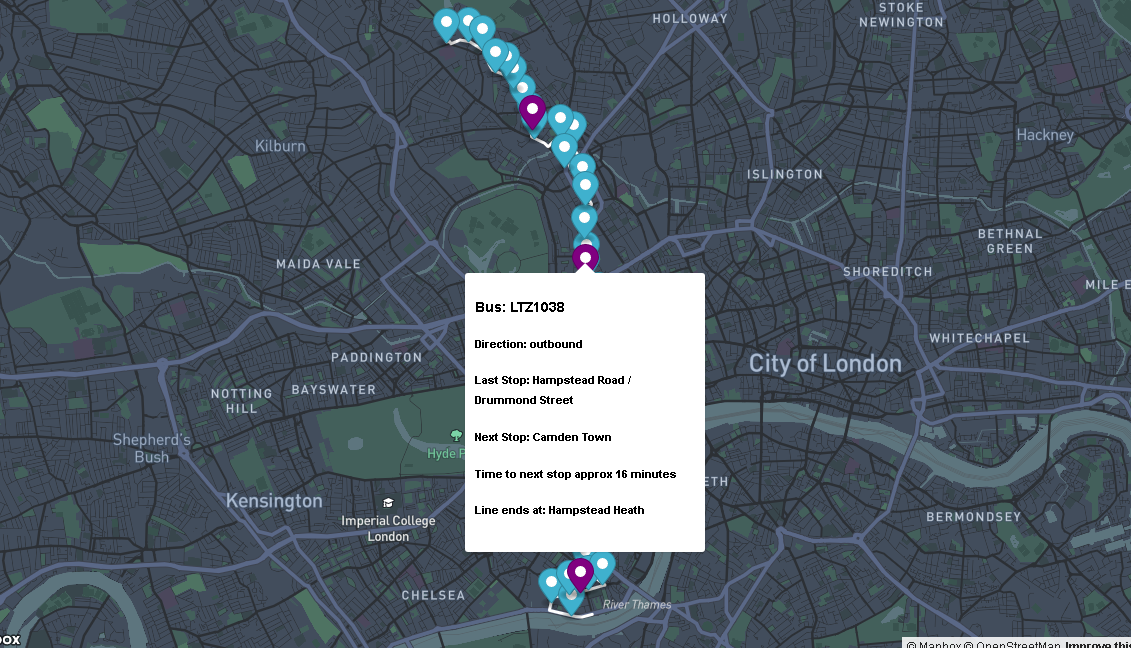 HOLLOWAY
STOKE
NEWINGTON
Kilburn
Hackney
ISLINGTON
BETHNAL
GREEN
MAIDA VALE
SHOREDITCH
MILE E
Bus: LTZ1038
Direction: outbound
Last Stop: Hampstead Road /
Drummond Street
Next Stop: Camden Town
Time to next stop approx 16 minutes
Line ends at: Hampstead Heath
WHITECHAPEL
PADDINGTON
City of London
NOTTING
HILL
BAYSWATER
Shepherd's
Bush
Hyde P
ETH
Kensington
Imperial College
London
BERMONDSEY
CHELSEA
River Thames
box
© Mapbox © OpenStreetMap Improve this